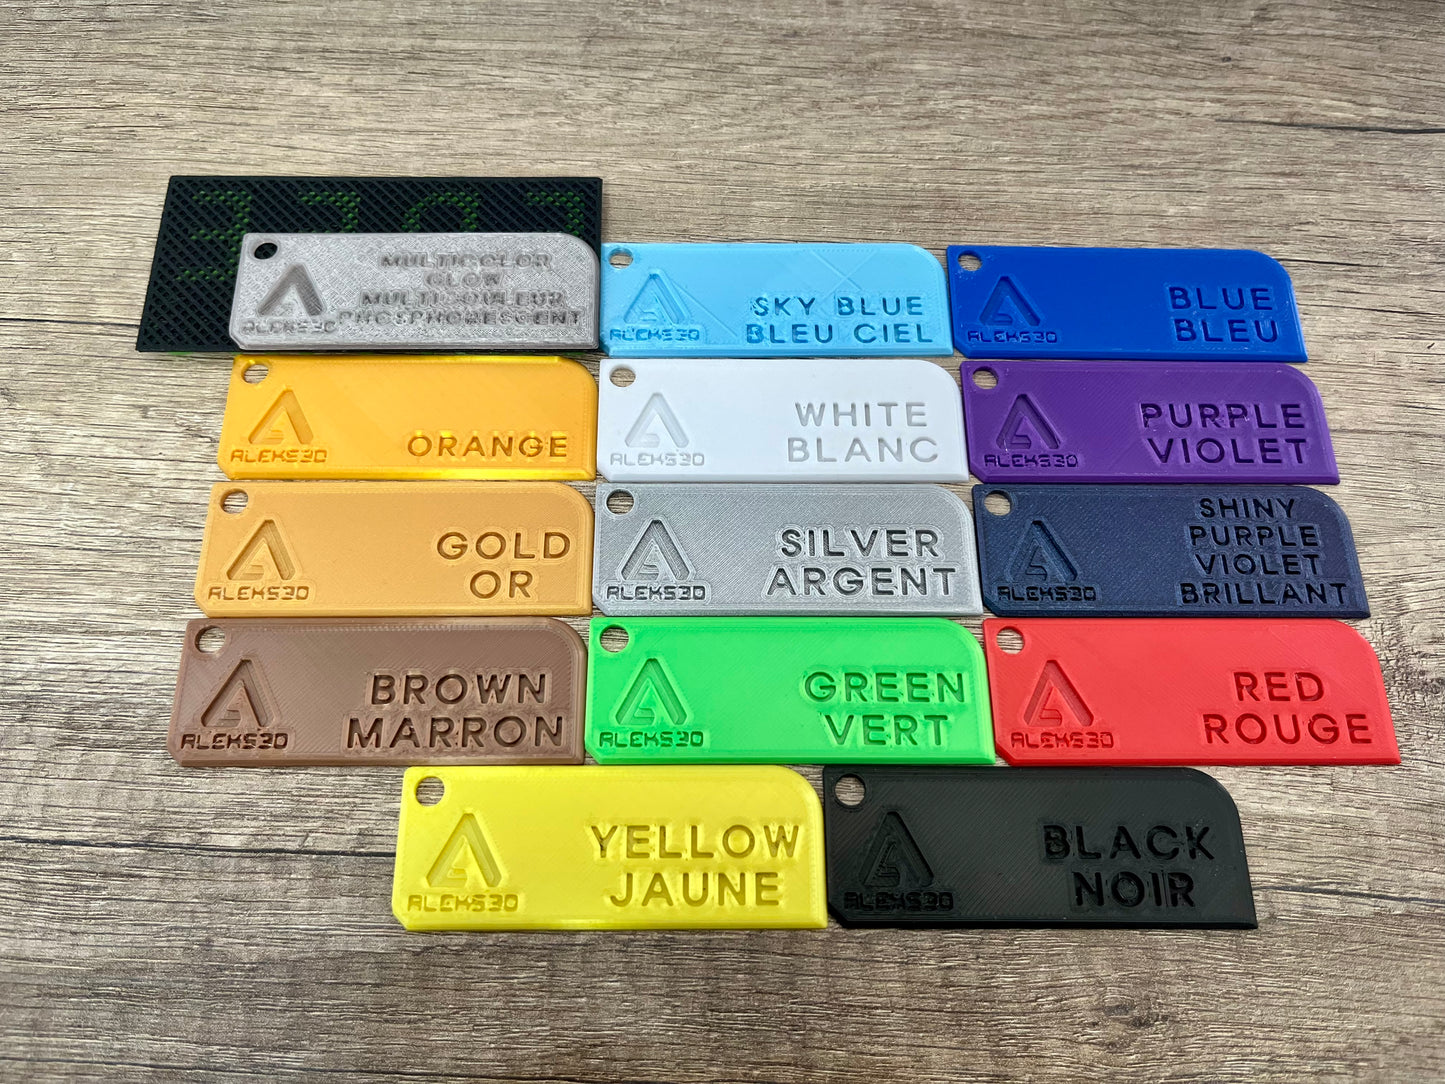 MULTICOLOR
GLOW
MULTICOULEUR
PHOSPHORESCENT
ALEKS3D
SKY BLUE
BLEU CIEL
ALEKS3D
BLUE
BLEU
ALEKS3D
ORANGE
ALEKS3D
WHITE
BLANC
ALEKS3D
PURPLE
VIOLET
ALEKS3D
GOLD
OR
ALEKS3D
SILVER
ARGENT
ALEKS3D
SHINY
PURPLE
VIOLET
BRILLANT
ALEKS3D
BROWN
MARRON
ALEKS3D
GREEN
VERT
ALEKS3D
RED
ROUGE
ALEKS3D
YELLOW
JAUNE
ALEKS3D
BLACK
NOIR
ALEKS3D